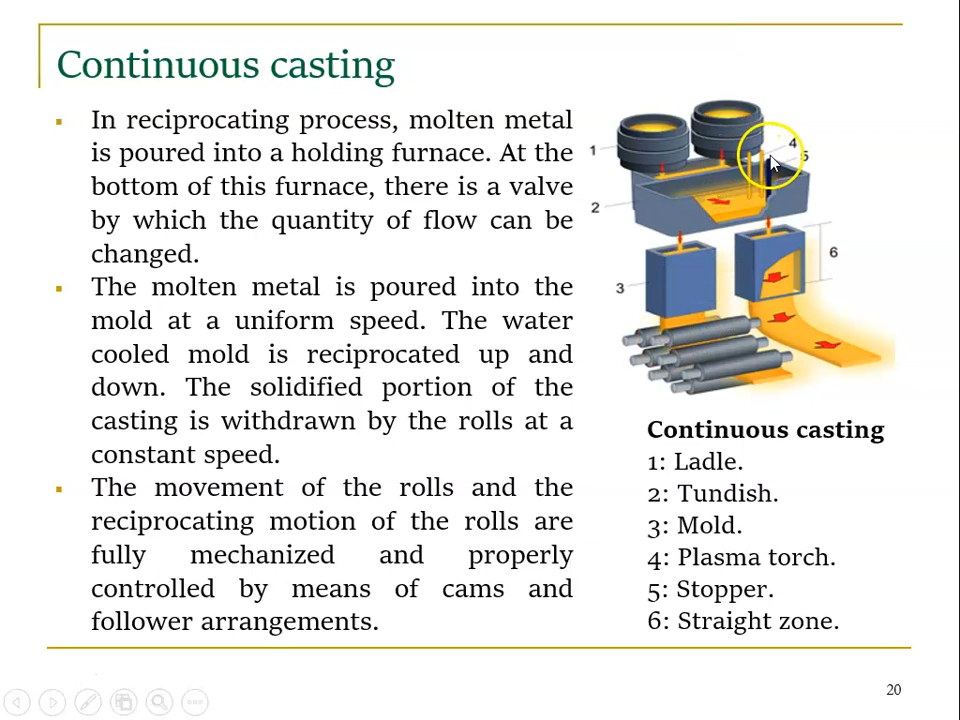 Continuous casting
In reciprocating process, molten metal
is poured into a holding furnace. At the
bottom of this furnace, there is a valve
by which the quantity of flow can be
changed.
The molten metal is poured into the
mold at a uniform speed. The water
cooled mold is reciprocated up and
down. The solidified portion of the
casting is withdrawn by the rolls at a
constant speed.
The movement of the rolls and the
reciprocating motion of the rolls are
fully mechanized and properly
controlled by means of cams and
follower arrangements.
1
4
5
2
6
3
Continuous casting
1: Ladle.
2: Tundish.
3: Mold.
4: Plasma torch.
5: Stopper.
6: Straight zone.
20